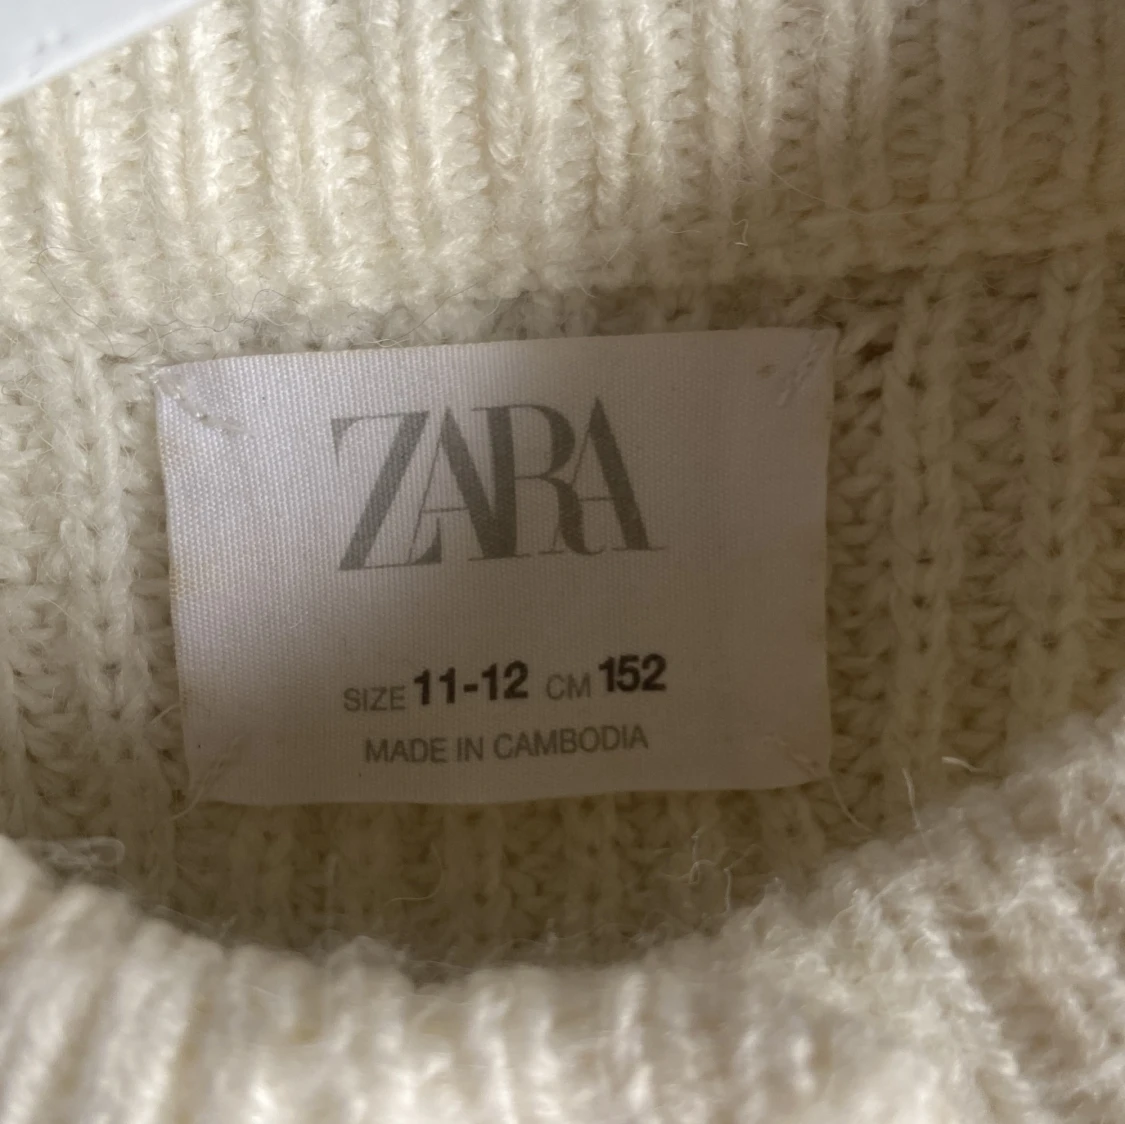 ZARA
SIZE 11-12 CM 152
MADE IN CAMBODIA